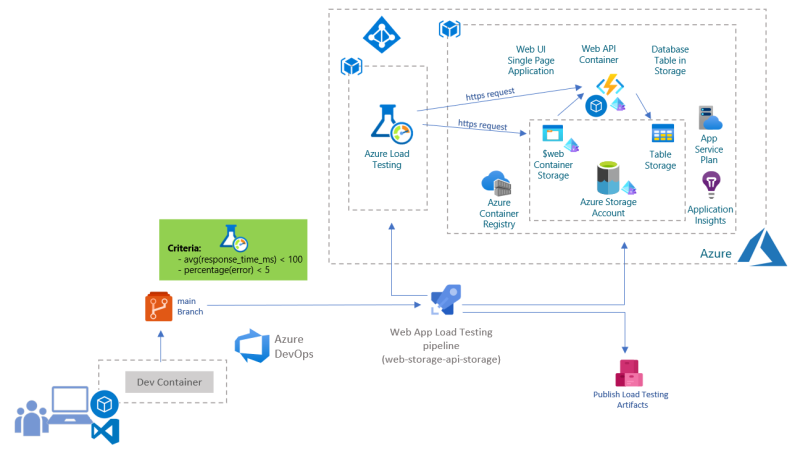 Web UI
Single Page
Application
Web API
Container
Database
Table in
Storage
https request
https request
Azure Load
Testing
$web
Container
Storage
Table
Storage
App
Service
Plan
Azure
Container
Registry
Azure Storage
Account
Application
Insights
Azure
Criteria:
- avg(response_time_ms) < 100
- percentage(error) < 5
main
Branch
Azure
DevOps
Web App Load Testing
pipeline
(web-storage-api-storage)
Dev Container
Publish Load Testing
Artifacts